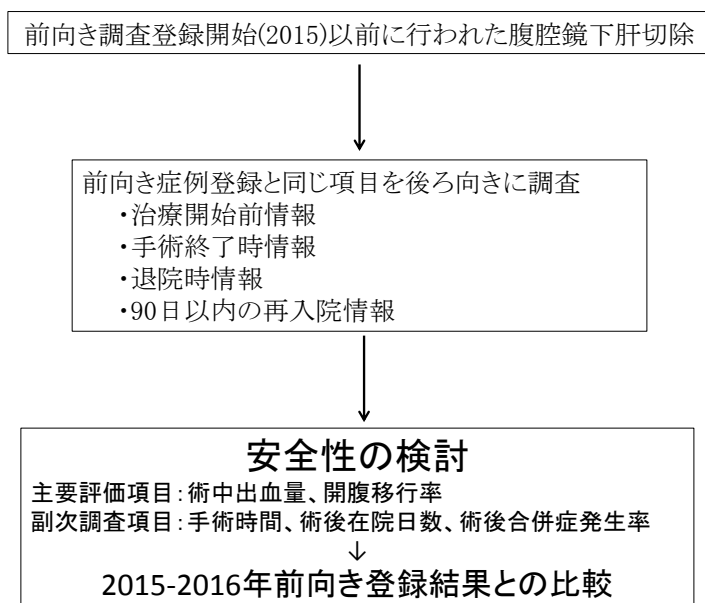 前向き調査登録開始(2015)以前に行われた腹腔鏡下肝切除
前向き症例登録と同じ項目を後ろ向きに調査
・治療開始前情報
・手術終了時情報
・退院時情報
・90日以内の再入院情報
安全性の検討
主要評価項目:術中出血量、開腹移行率
副次調査項目:手術時間、術後在院日数、術後合併症発生率
↓
2015-2016年前向き登録結果との比較